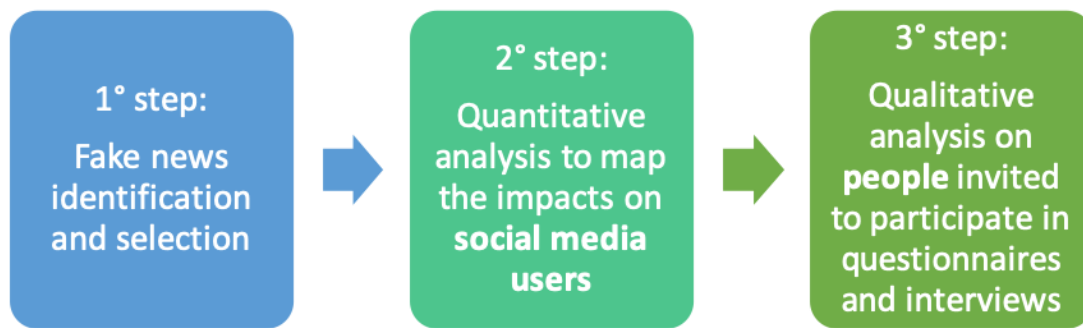 1° step:
Fake news
identification
and selection
2° step:
Quantitative
analysis to map
the impacts on
social media
users
3° step:
Qualitative
analysis on
people invited
to participate in
questionnaires
and interviews